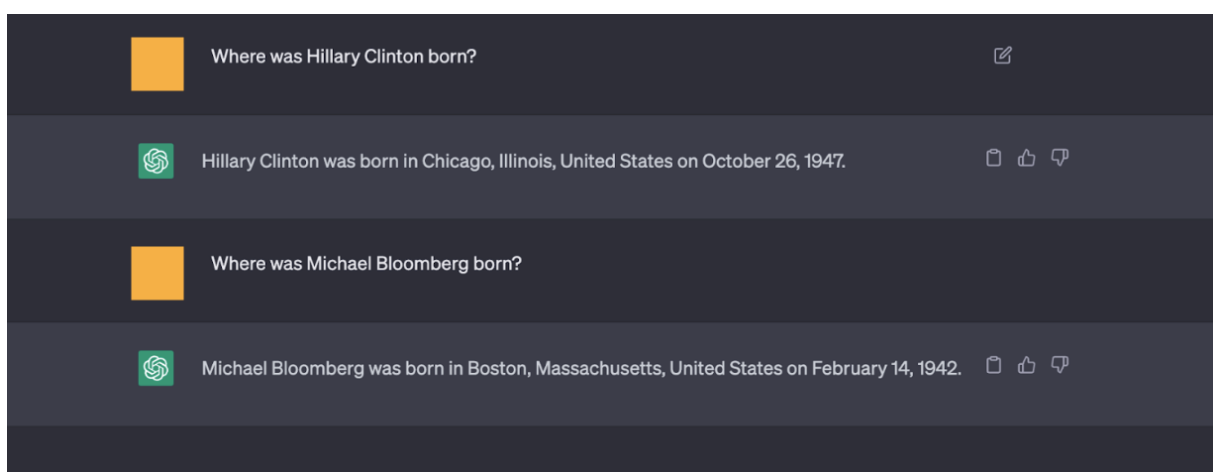 Where was Hillary Clinton born?
Hillary Clinton was born in Chicago, Illinois, United States on October 26, 1947.
Where was Michael Bloomberg born?
Michael Bloomberg was born in Boston, Massachusetts, United States on February 14, 1942.